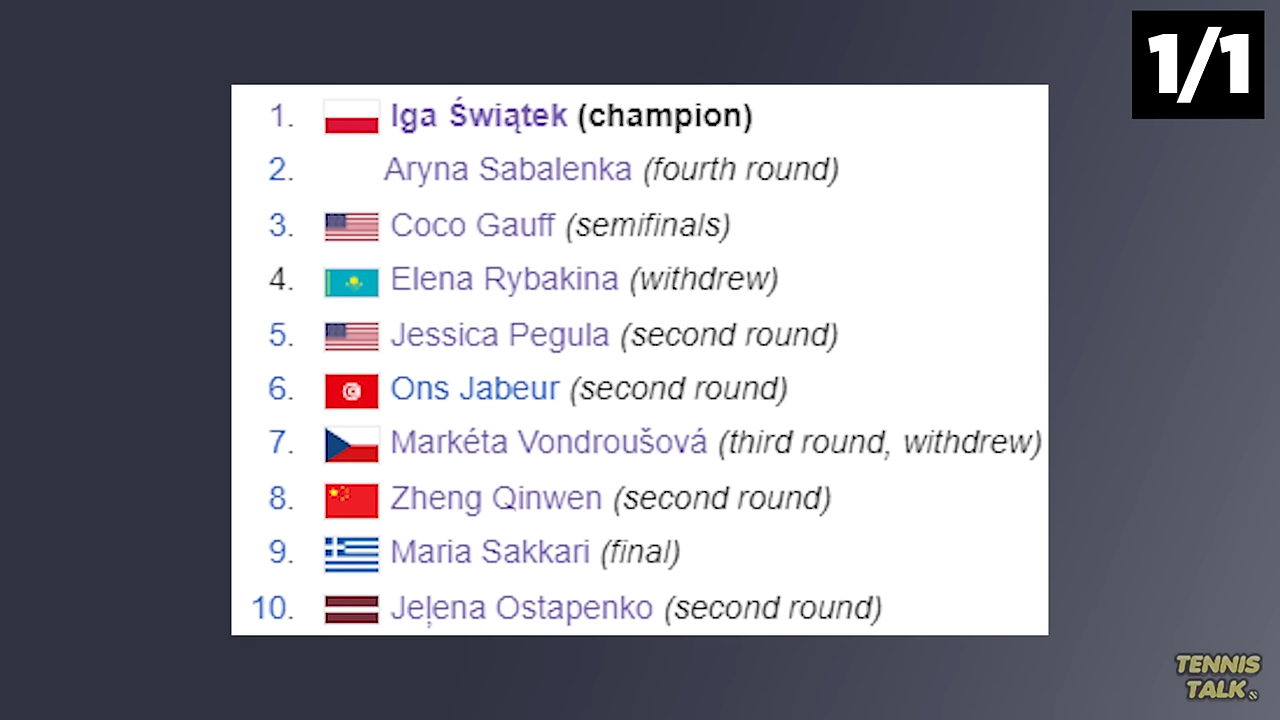 1/1
1. Iga Świątek (champion)
2. Aryna Sabalenka (fourth round)
3. Coco Gauff (semifinals)
4. Elena Rybakina (withdrew)
5. Jessica Pegula (second round)
6. Ons Jabeur (second round)
7. Markéta Vondroušová (third round, withdrew)
8. Zheng Qinwen (second round)
9. Maria Sakkari (final)
10. Jeļena Ostapenko (second round)
TENNIS
TALK